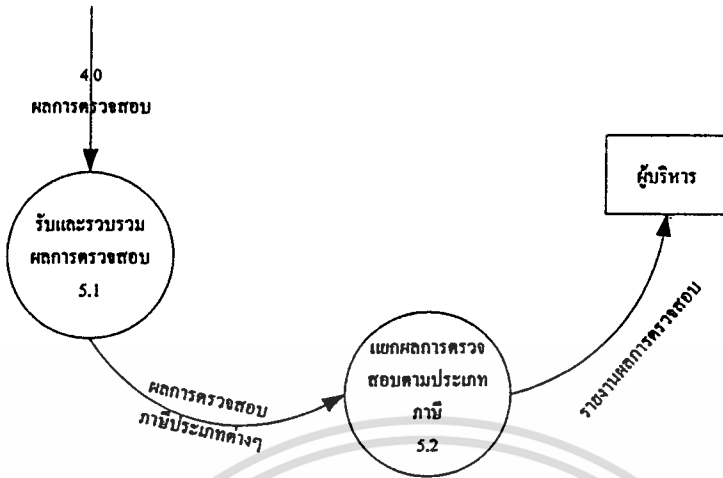 4.0
ผลการตรวจสอบ
รับและรวบรวม
ผลการตรวจสอบ
5.1
ผลการตรวจสอบ
ภาษีประเภทต่างๆ
แยกผลการตรวจ
สอบตามประเภท
ภาษี
5.2
รายงานผลการตรวจสอบ
ผู้บริหาร